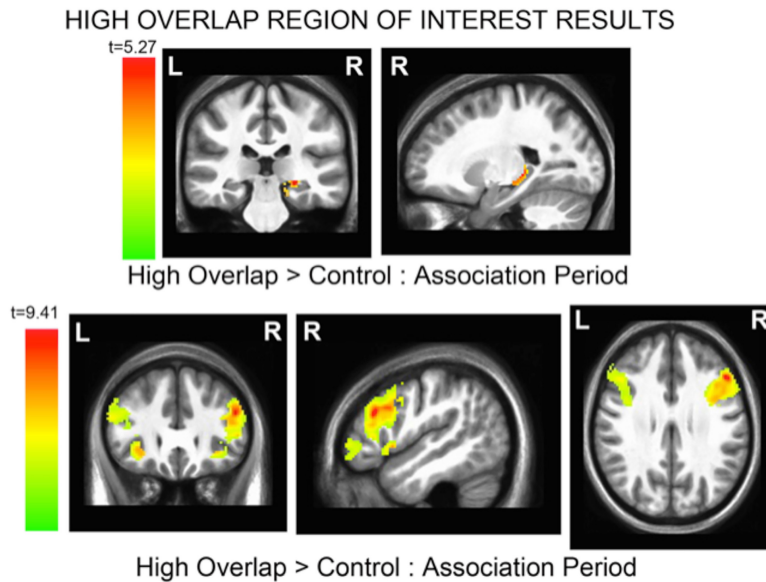 HIGH OVERLAP REGION OF INTEREST RESULTS
t=5.27
L R
R
High Overlap > Control : Association Period
t=9.41
L R
R
L R
High Overlap > Control : Association Period